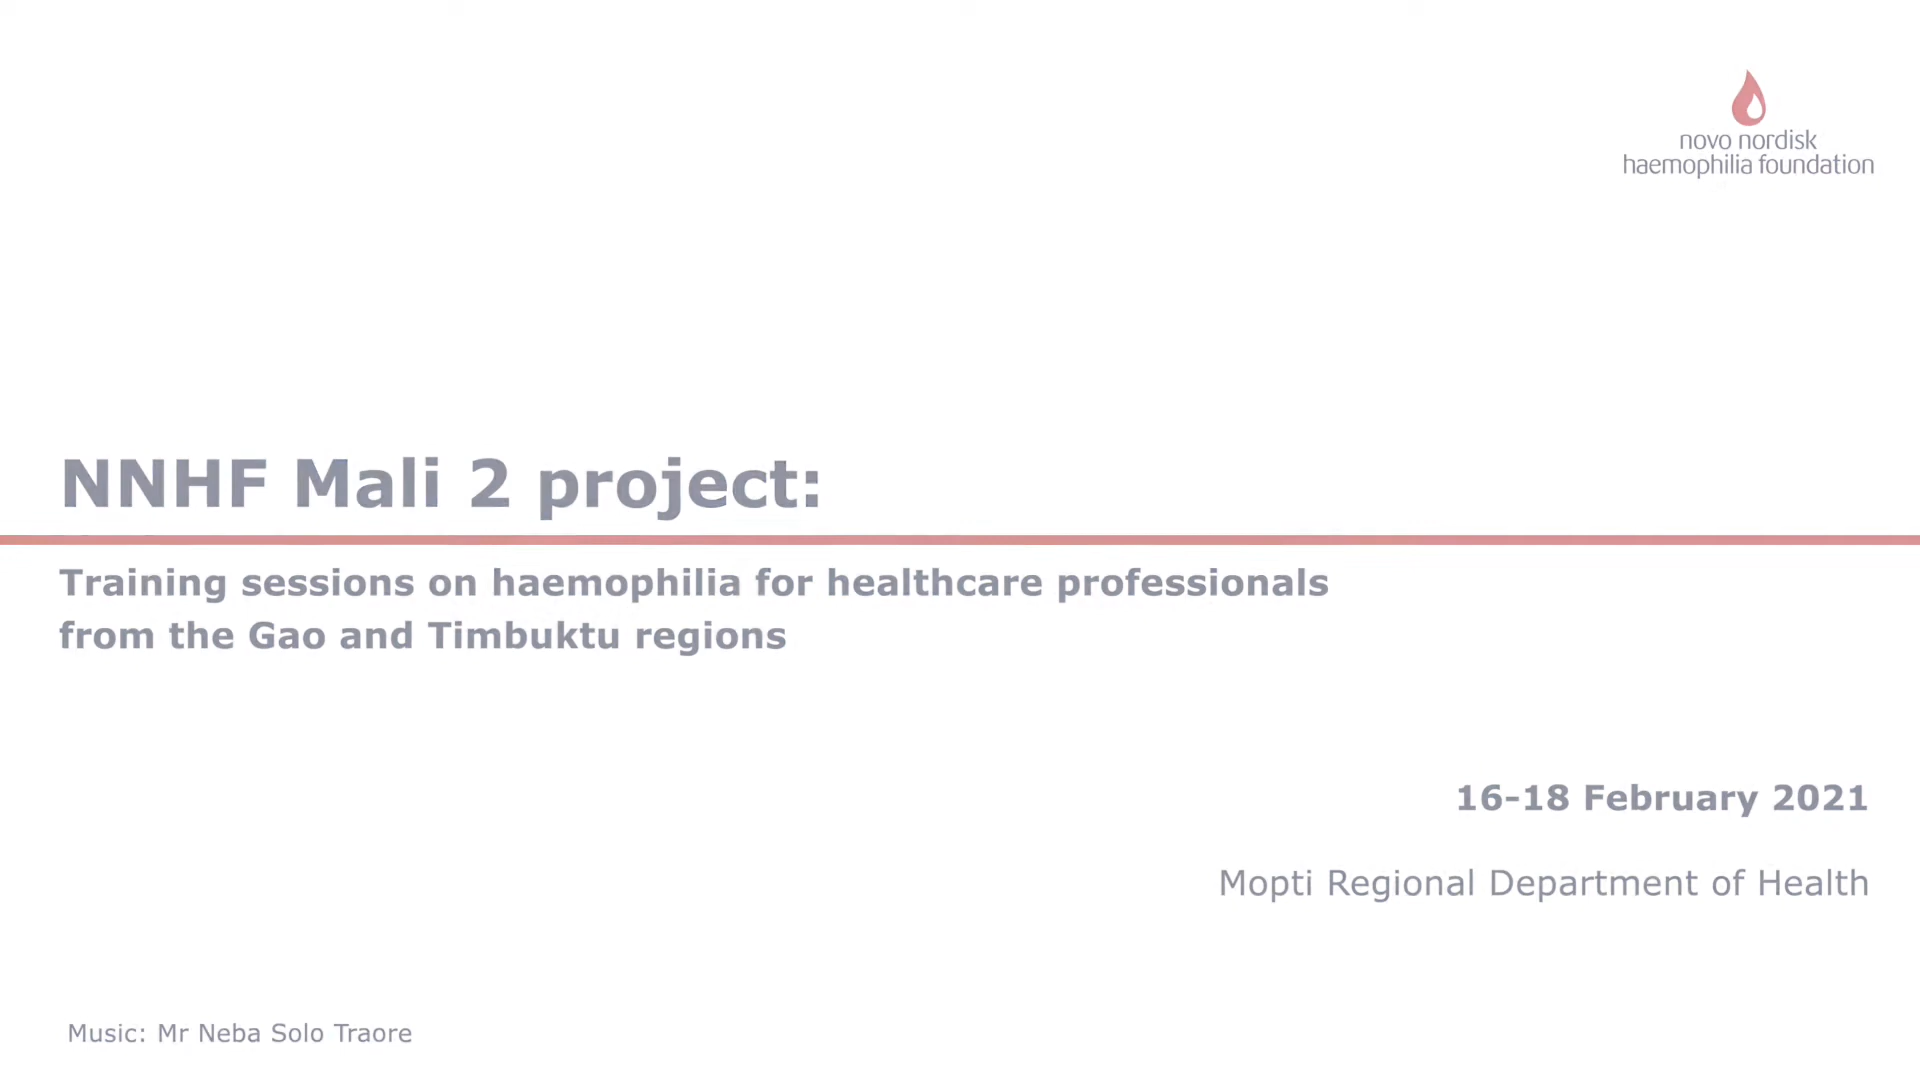 novo nordisk
haemophilia foundation
NNHF Mali 2 project:
Training sessions on haemophilia for healthcare professionals
from the Gao and Timbuktu regions
16-18 February 2021
Mopti Regional Department of Health
Music: Mr Neba Solo Traore